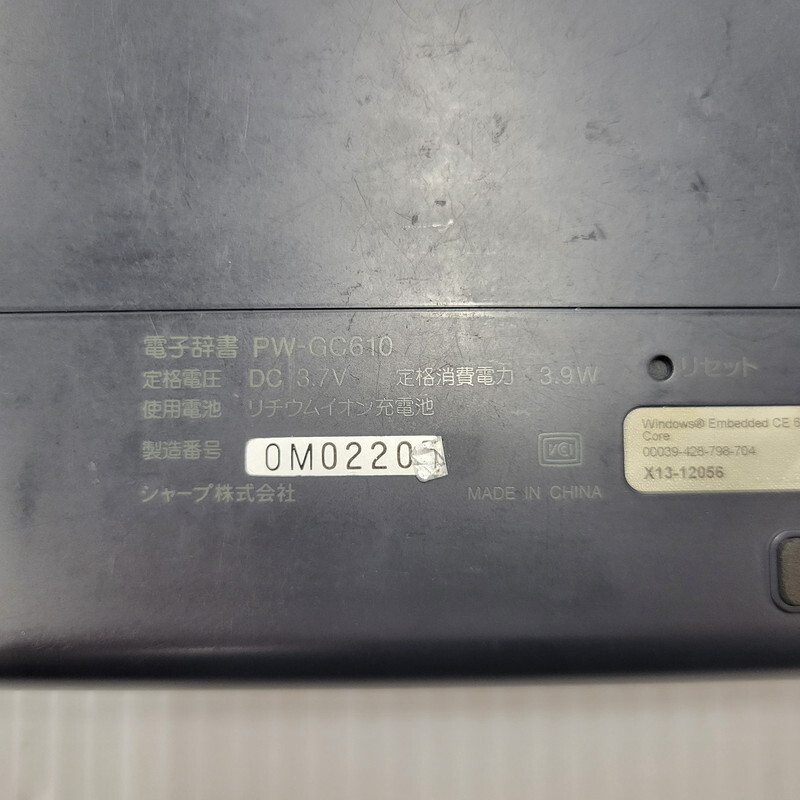 電子辞書 PW-GC610
定格電圧 DC 3.7V 定格消費電力 3.9W
使用電池 リチウムイオン充電池
製造番号 0M0220
シャープ株式会社
VCI
MADE IN CHINA
リセット
Windows® Embedded CE 6
Core
00039-428-798-704
X13-12056